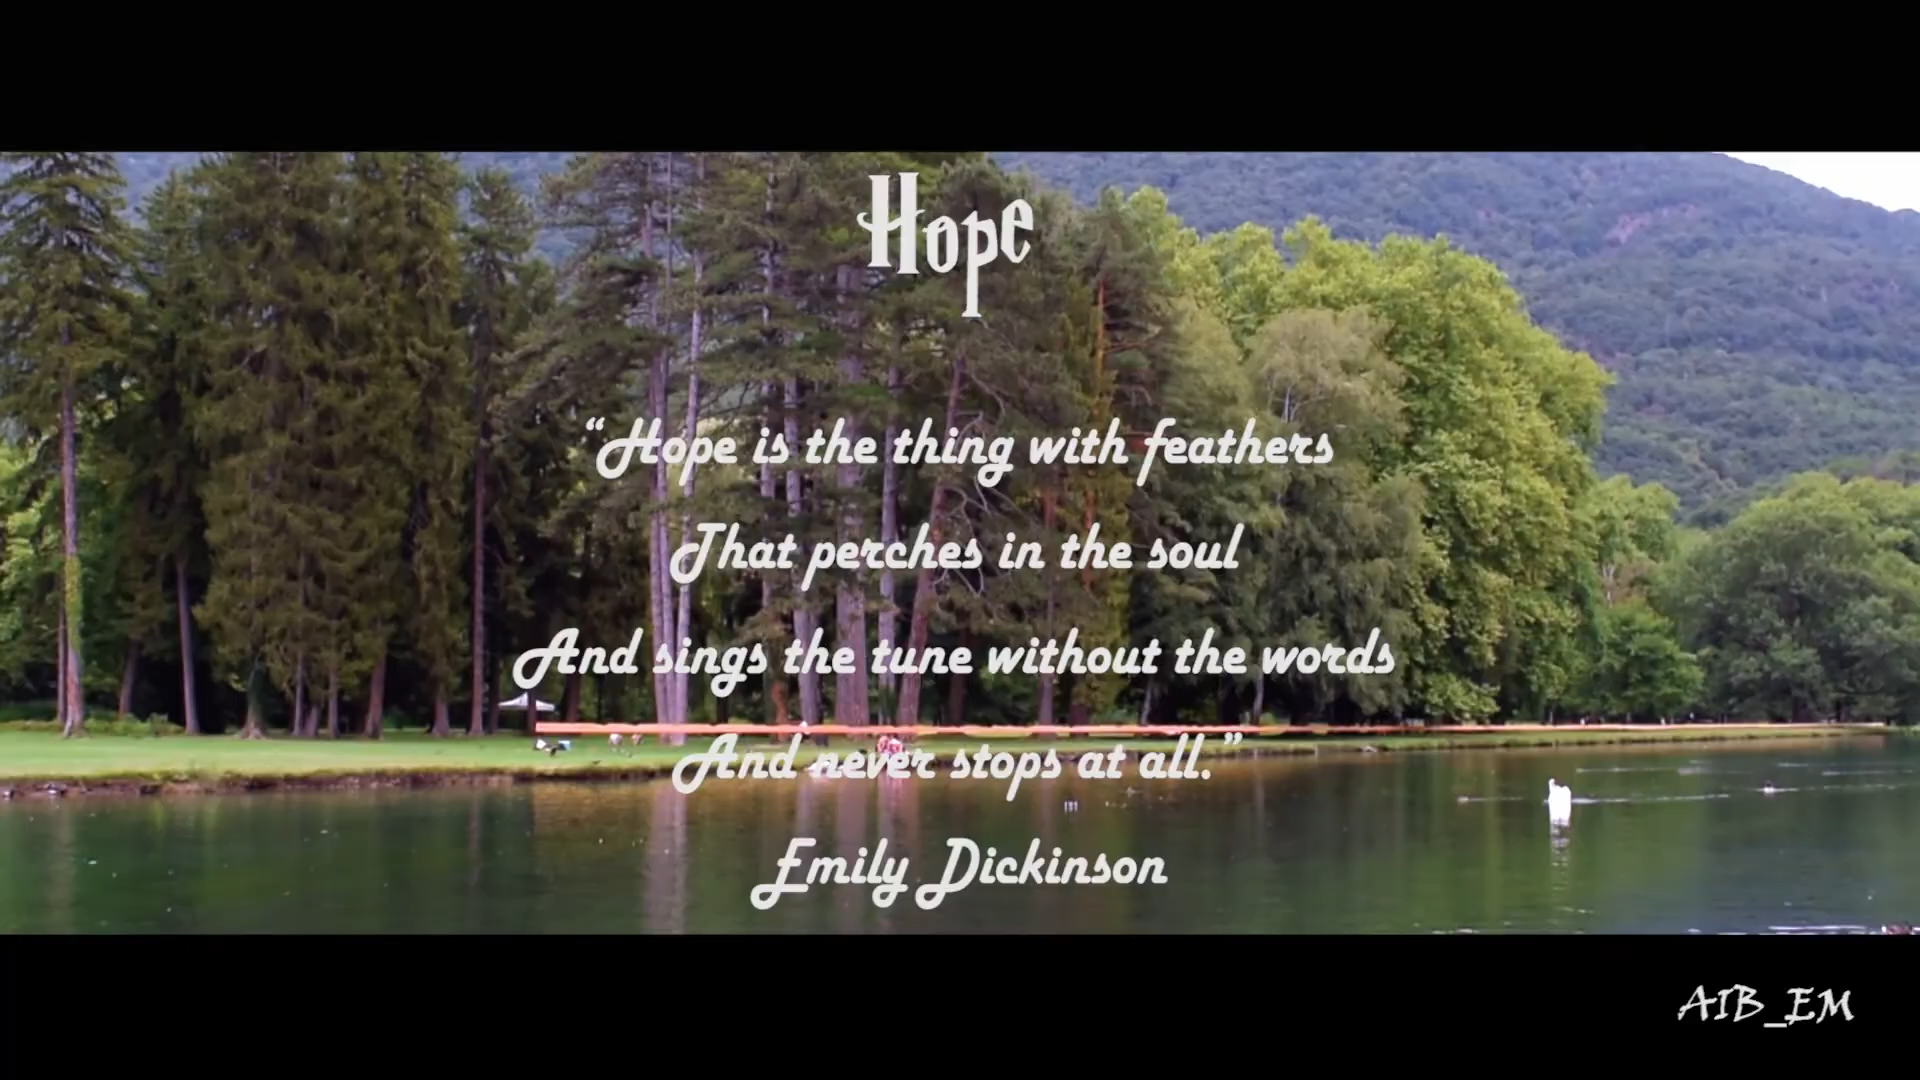 Hope
“Hope is the thing with feathers
That perches in the soul
And sings the tune without the words
And never stops at all.”
Emily Dickinson
AIB_EM